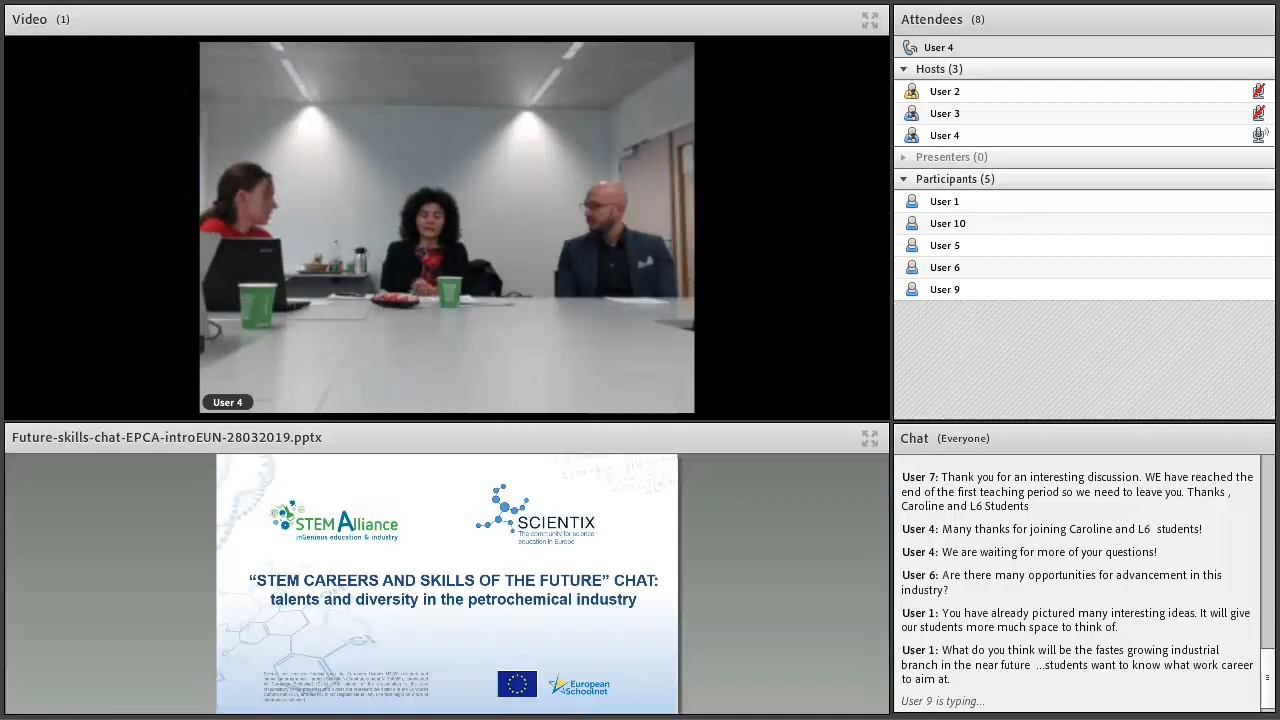 Video (1)
User 4
Attendees (8)
User 4
Hosts (3)
User 2
User 3
User 4
Presenters (0)
Participants (5)
User 1
User 10
User 5
User 6
User 9
Future-skills-chat-EPCA-introEUN-28032019.pptx
STEM Alliance
inGenious education & industry
SCIENTIX
The community for science
education in Europe
“STEM CAREERS AND SKILLS OF THE FUTURE” CHAT:
talents and diversity in the petrochemical industry
European
Schoolnet
Chat (Everyone)
User 7: Thank you for an interesting discussion. WE have reached the
end of the first teaching period so we need to leave you. Thanks ,
Caroline and L6 Students
User 4: Many thanks for joining Caroline and L6 students!
User 4: We are waiting for more of your questions!
User 6: Are there many opportunities for advancement in this
industry?
User 1: You have already pictured many interesting ideas. It will give
our students much more space to think of.
User 1: What do you think will be the fastest growing industrial
branch in the near future
students want to know what work career
to aim at.
User 9 is typing...